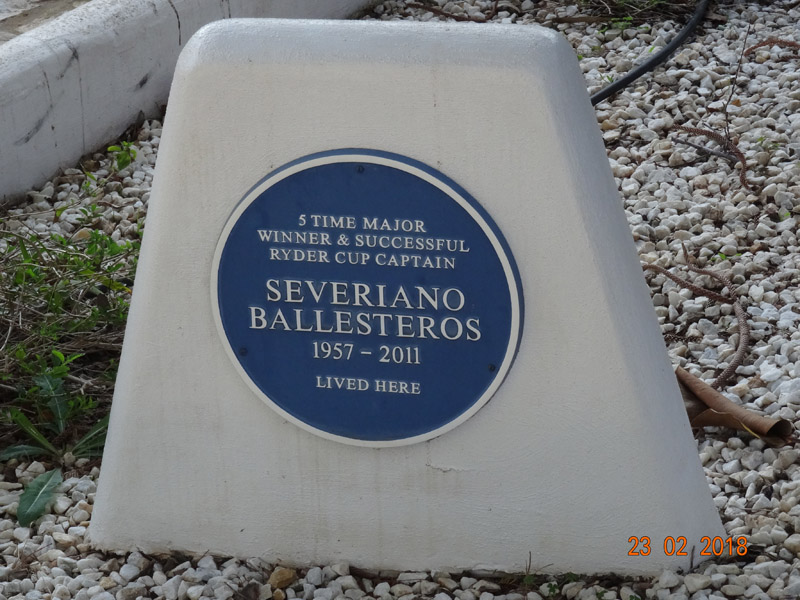 5 TIME MAJOR
WINNER & SUCCESSFUL
RYDER CUP CAPTAIN
SEVERIANO
BALLESTEROS
1957 – 2011
LIVED HERE
23 02 2018